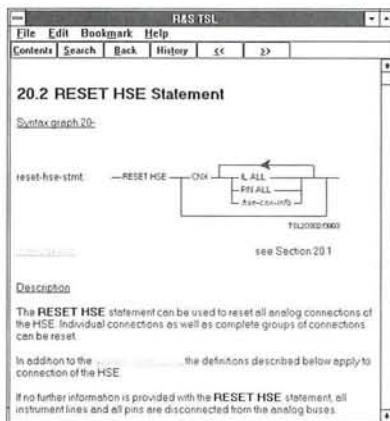 R&S TSL
File Edit Bookmark Help
Contents Search Back History << >>
20.2 RESET HSE Statement
Syntax graph 20-
reset-hse-stmt: RESET HSE CNX IL ALL
PIN ALL
hse-cnx-info
see Section 20.1
Description
The RESET HSE statement can be used to reset all analog connections of
the HSE. Individual connections as well as complete groups of connections
can be reset.
In addition to the the definitions described below apply to
connection of the HSE.
If no further information is provided with the RESET HSE statement, all
instrument lines and all pins are disconnected from the analog buses.